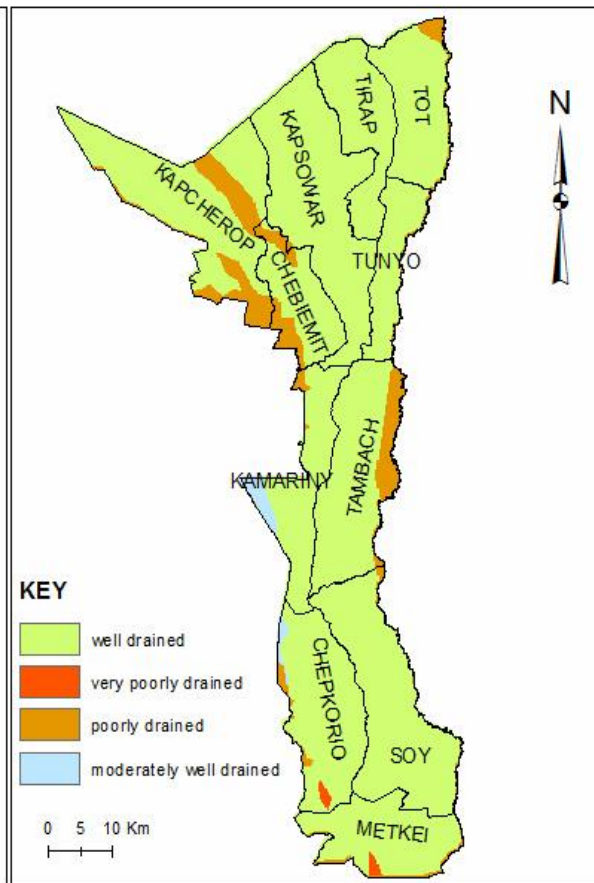 N
TOT
TIRAP
KAPSOWAR
KAPCHEROP
TUNYO
CHEBIEMIT
KAMARINY
TAMBACH
CHEPKORIO
SOY
METKEI
KEY
well drained
very poorly drained
poorly drained
moderately well drained
0 5 10 Km